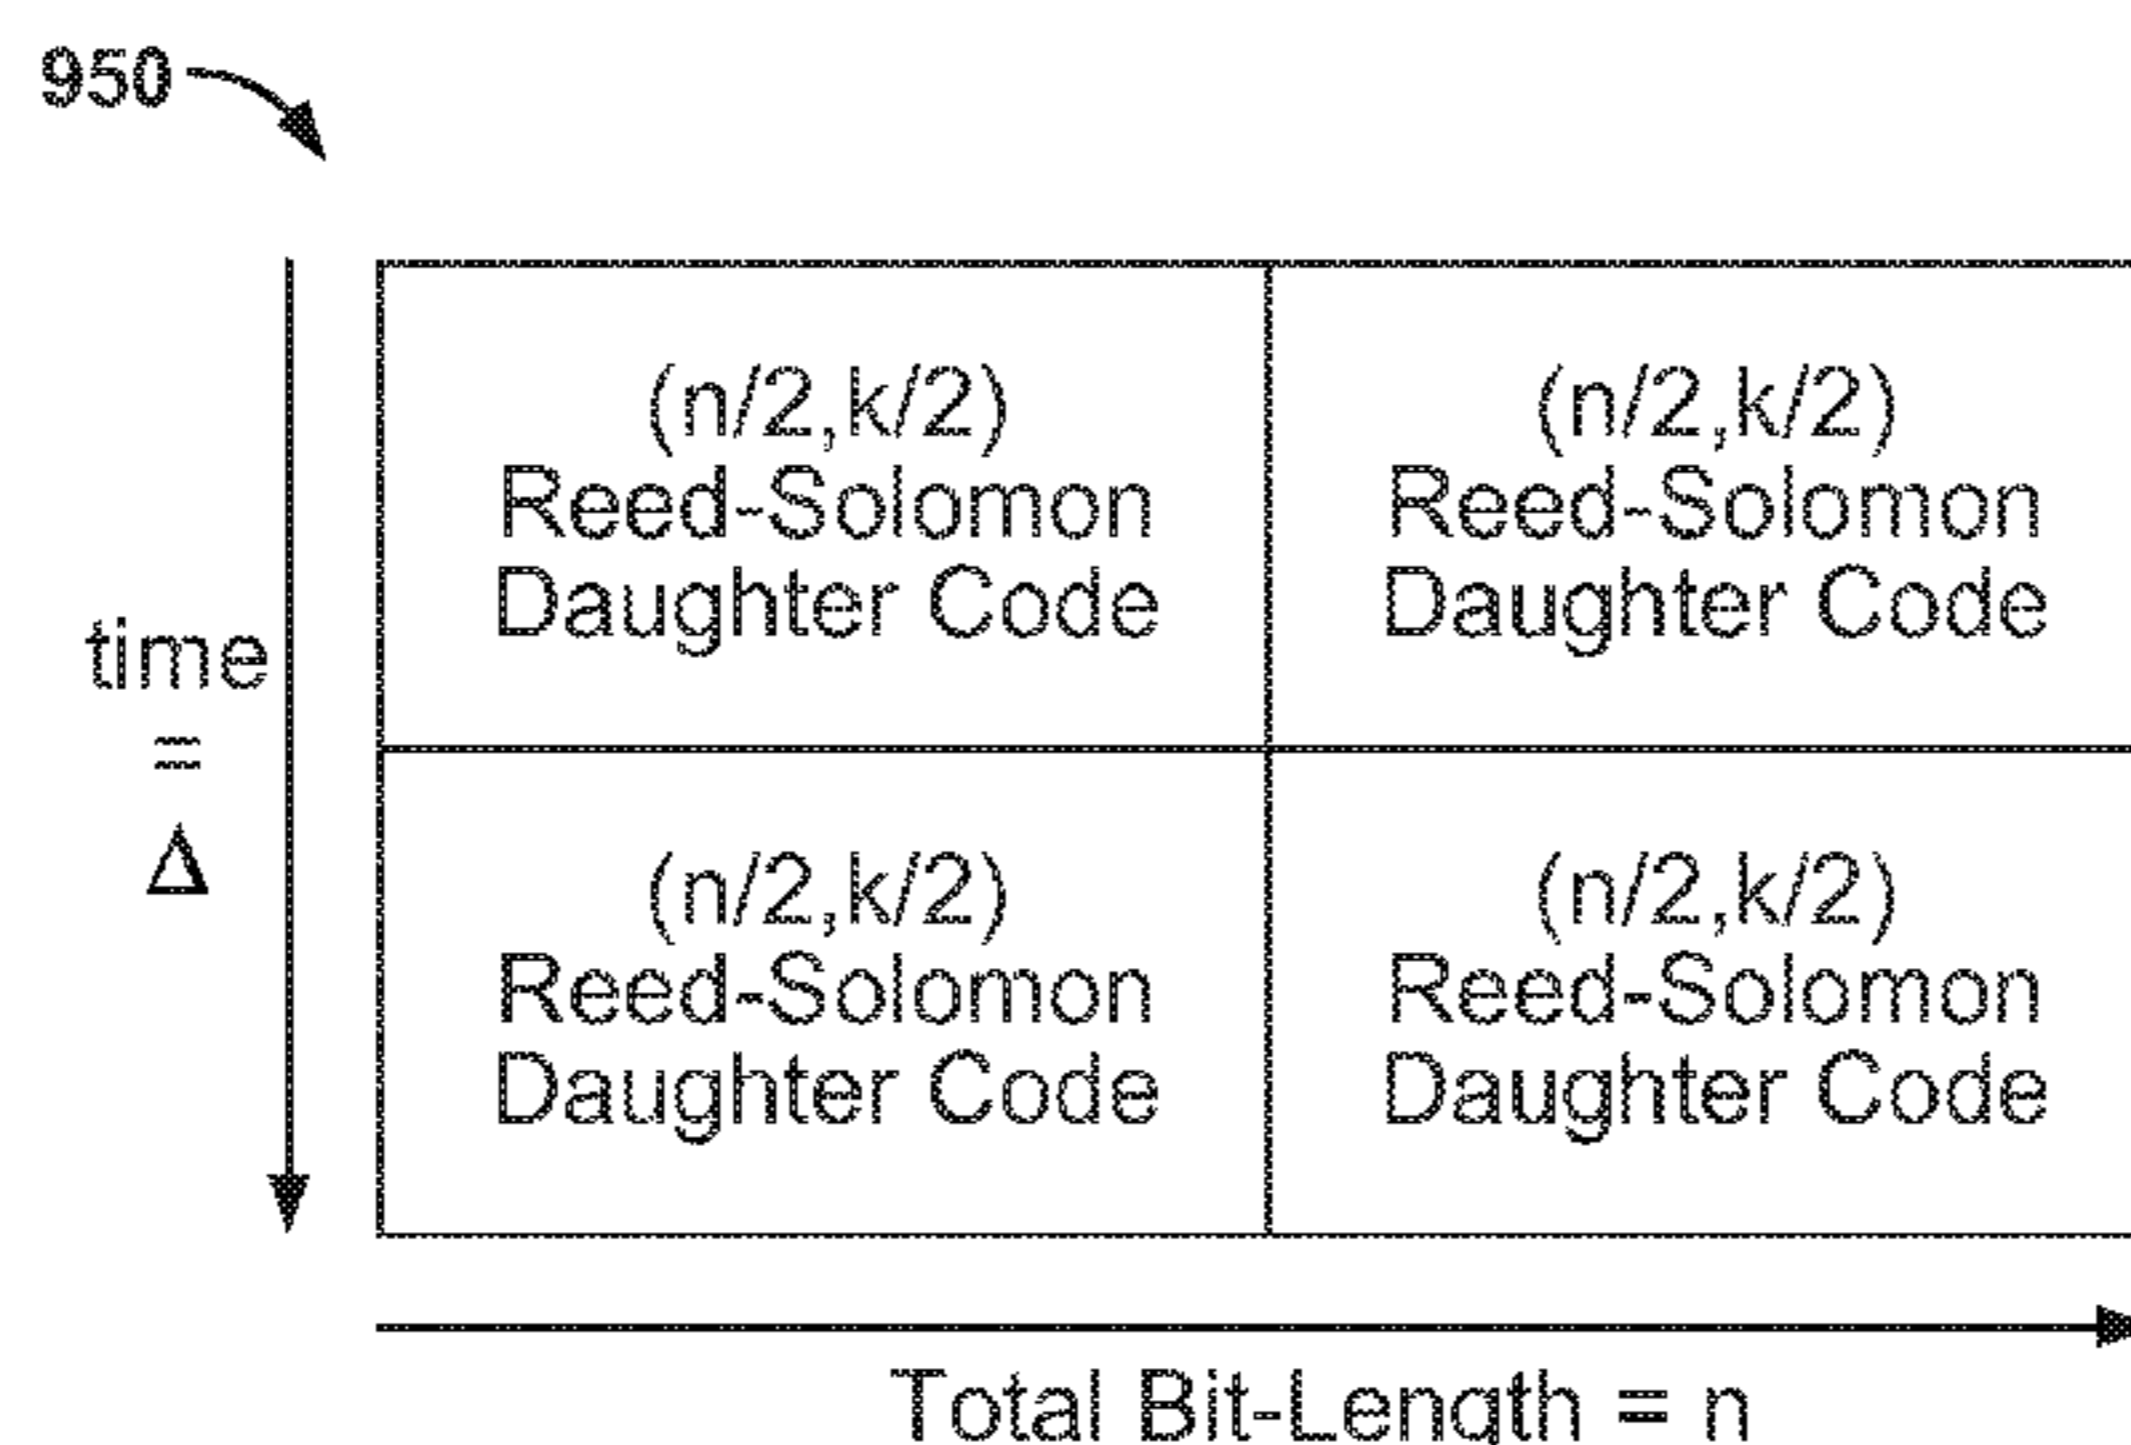 950
(n/2,k/2)
Reed-Solomon
Daughter Code
(n/2,k/2)
Reed-Solomon
Daughter Code
time
=
Δ
(n/2,k/2)
Reed-Solomon
Daughter Code
(n/2,k/2)
Reed-Solomon
Daughter Code
Total Bit-Length = n